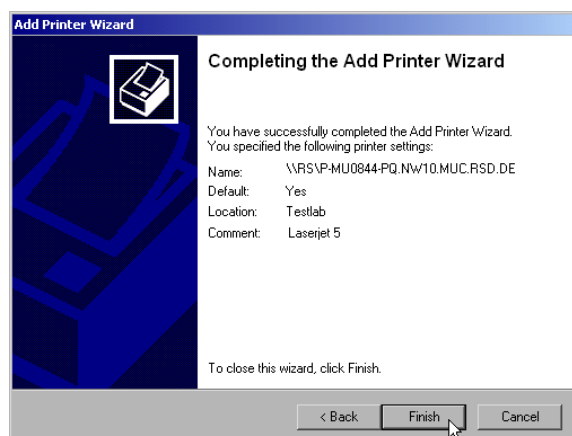 Add Printer Wizard
Completing the Add Printer Wizard
You have successfully completed the Add Printer Wizard.
You specified the following printer settings:
Name: \\RS\P-MU0844-PQ.NW10.MUC.RSD.DE
Default: Yes
Location: Testlab
Comment: Laserjet 5
To close this wizard, click Finish.
< Back Finish Cancel